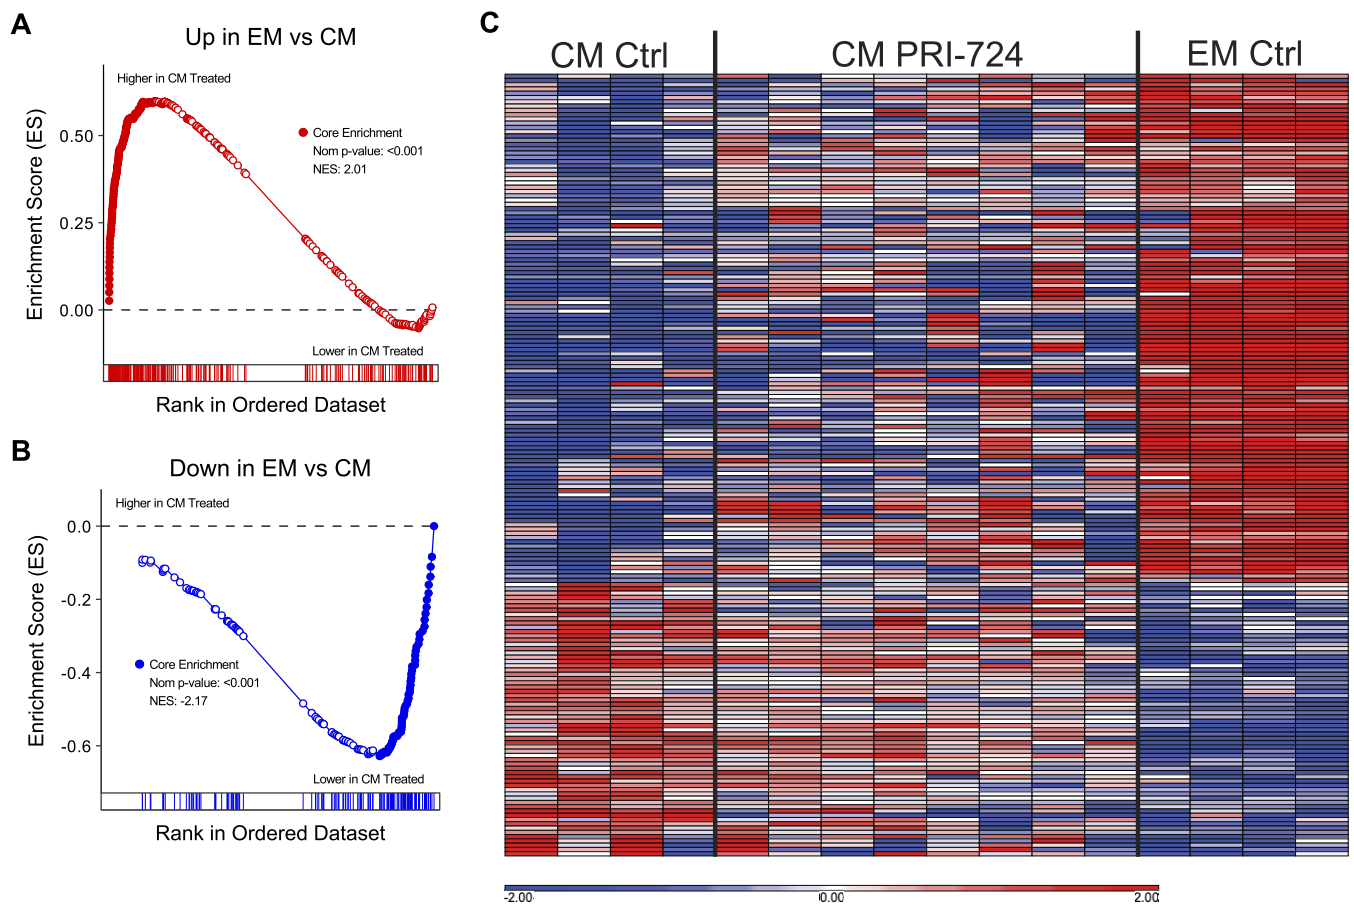 A
Up in EM vs CM
Higher in CM Treated
Enrichment Score (ES)
0.50
0.25
0.00
Core Enrichment
Nom p-value: <0.001
NES: 2.01
Lower in CM Treated
Rank in Ordered Dataset
B
Down in EM vs CM
Higher in CM Treated
Enrichment Score (ES)
0.0
-0.2
-0.4
-0.6
Core Enrichment
Nom p-value: <0.001
NES: -2.17
Lower in CM Treated
Rank in Ordered Dataset
C
CM Ctrl CM PRI-724 EM Ctrl
-2.00 0.00 2.00